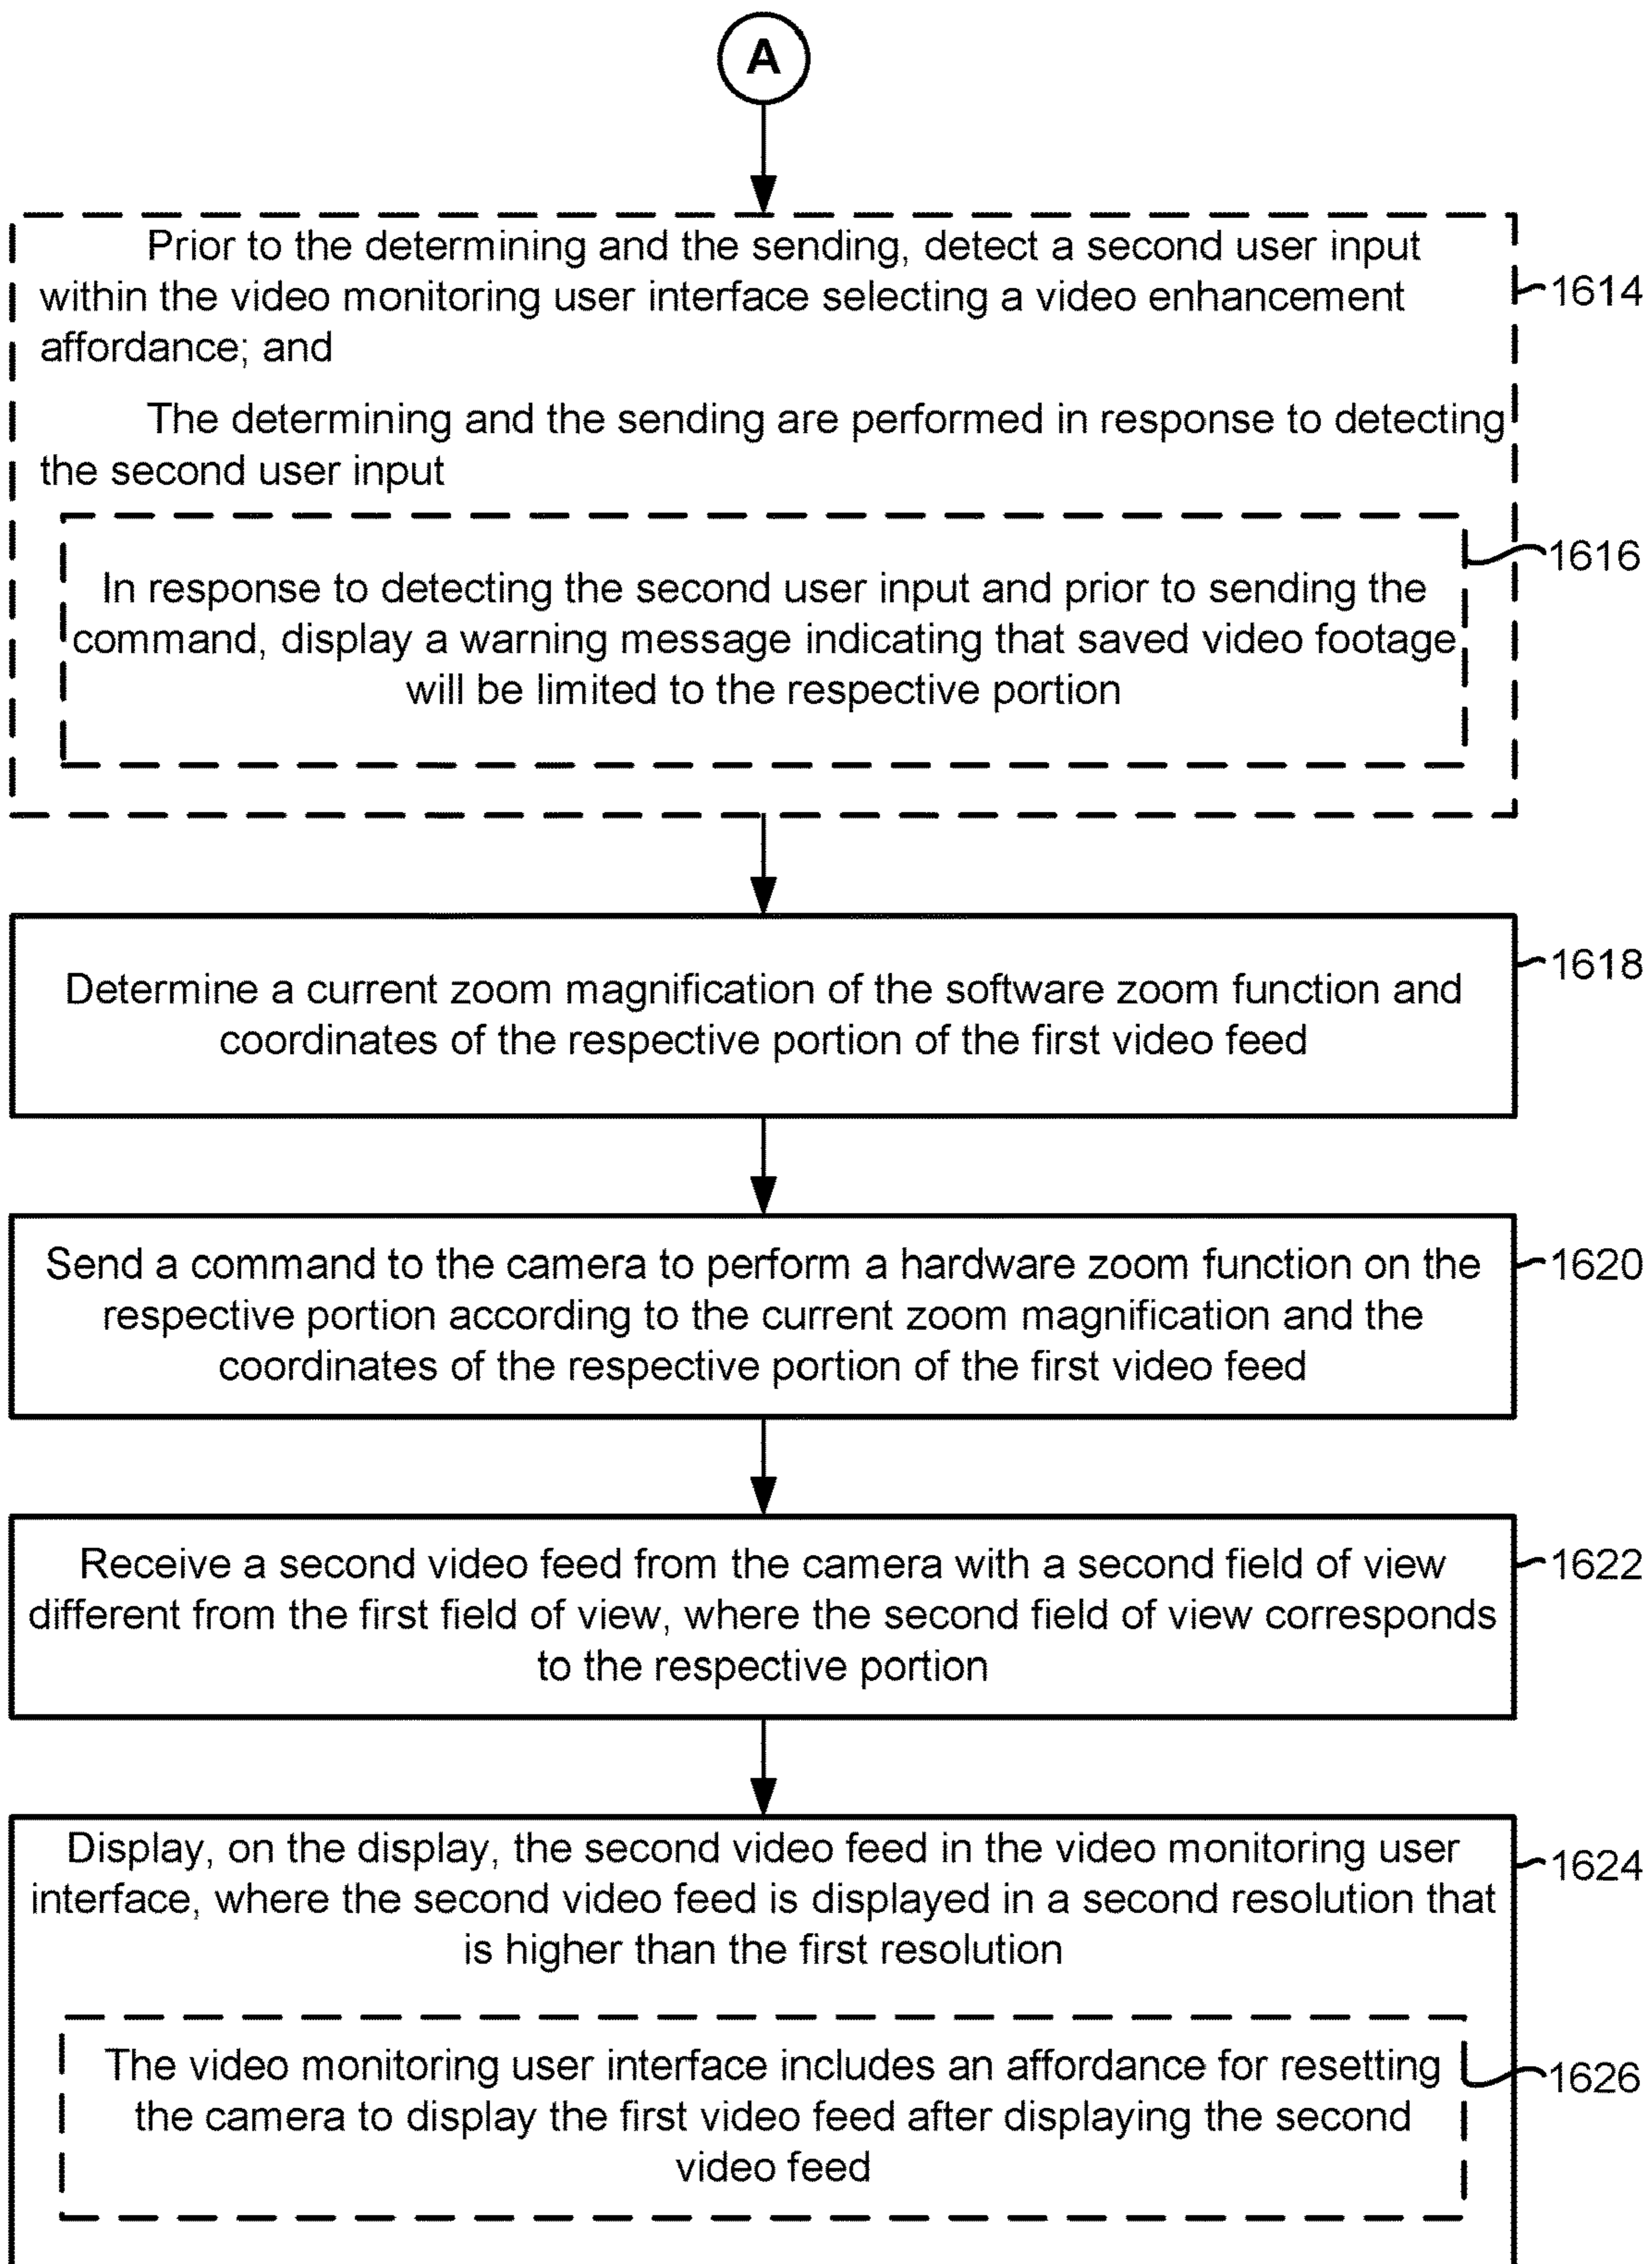 A
Prior to the determining and the sending, detect a second user input
within the video monitoring user interface selecting a video enhancement
affordance; and
The determining and the sending are performed in response to detecting
the second user input
1614
In response to detecting the second user input and prior to sending the
command, display a warning message indicating that saved video footage
will be limited to the respective portion
1616
Determine a current zoom magnification of the software zoom function and
coordinates of the respective portion of the first video feed
1618
Send a command to the camera to perform a hardware zoom function on the
respective portion according to the current zoom magnification and the
coordinates of the respective portion of the first video feed
1620
Receive a second video feed from the camera with a second field of view
different from the first field of view, where the second field of view corresponds
to the respective portion
1622
Display, on the display, the second video feed in the video monitoring user
interface, where the second video feed is displayed in a second resolution that
is higher than the first resolution
1624
The video monitoring user interface includes an affordance for resetting
the camera to display the first video feed after displaying the second
video feed
1626